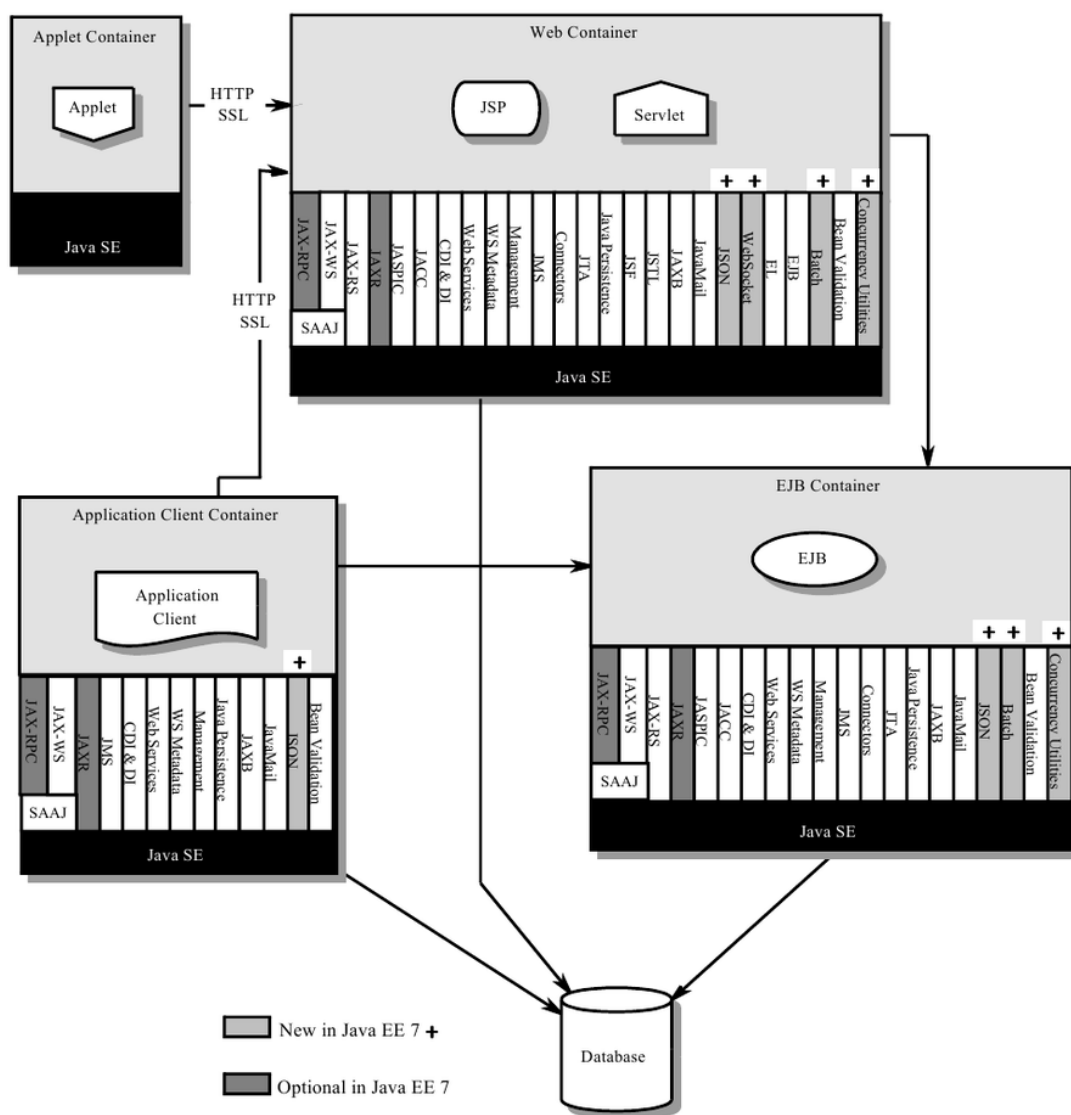 Applet Container
Applet
Java SE
HTTP
SSL
Web Container
JSP
Servlet
+ + + +
JAX-RPC
JAX-WS
SAAJ
JAX-RS
JAXR
JASPIC
JACC
CDI & DI
Web Services
WS Metadata
Management
JMS
Connectors
JTA
Java Persistence
JSF
JSTL
JAXB
JavaMail
JSON
WebSocket
EL
EJB
Batch
Bean Validation
Concurrency Utilities
Java SE
HTTP
SSL
Application Client Container
Application
Client
+
JAX-RPC
JAX-WS
SAAJ
JAXR
JMS
CDI & DI
Web Services
WS Metadata
Management
Java Persistence
JAXB
JavaMail
JSON
Bean Validation
Java SE
EJB Container
EJB
+ + +
JAX-RPC
JAX-WS
SAAJ
JAX-RS
JAXR
JASPIC
JACC
CDI & DI
Web Services
WS Metadata
Management
JMS
Connectors
JTA
Java Persistence
JAXB
JavaMail
JSON
Batch
Bean Validation
Concurrency Utilities
Java SE
Database
New in Java EE 7 +
Optional in Java EE 7